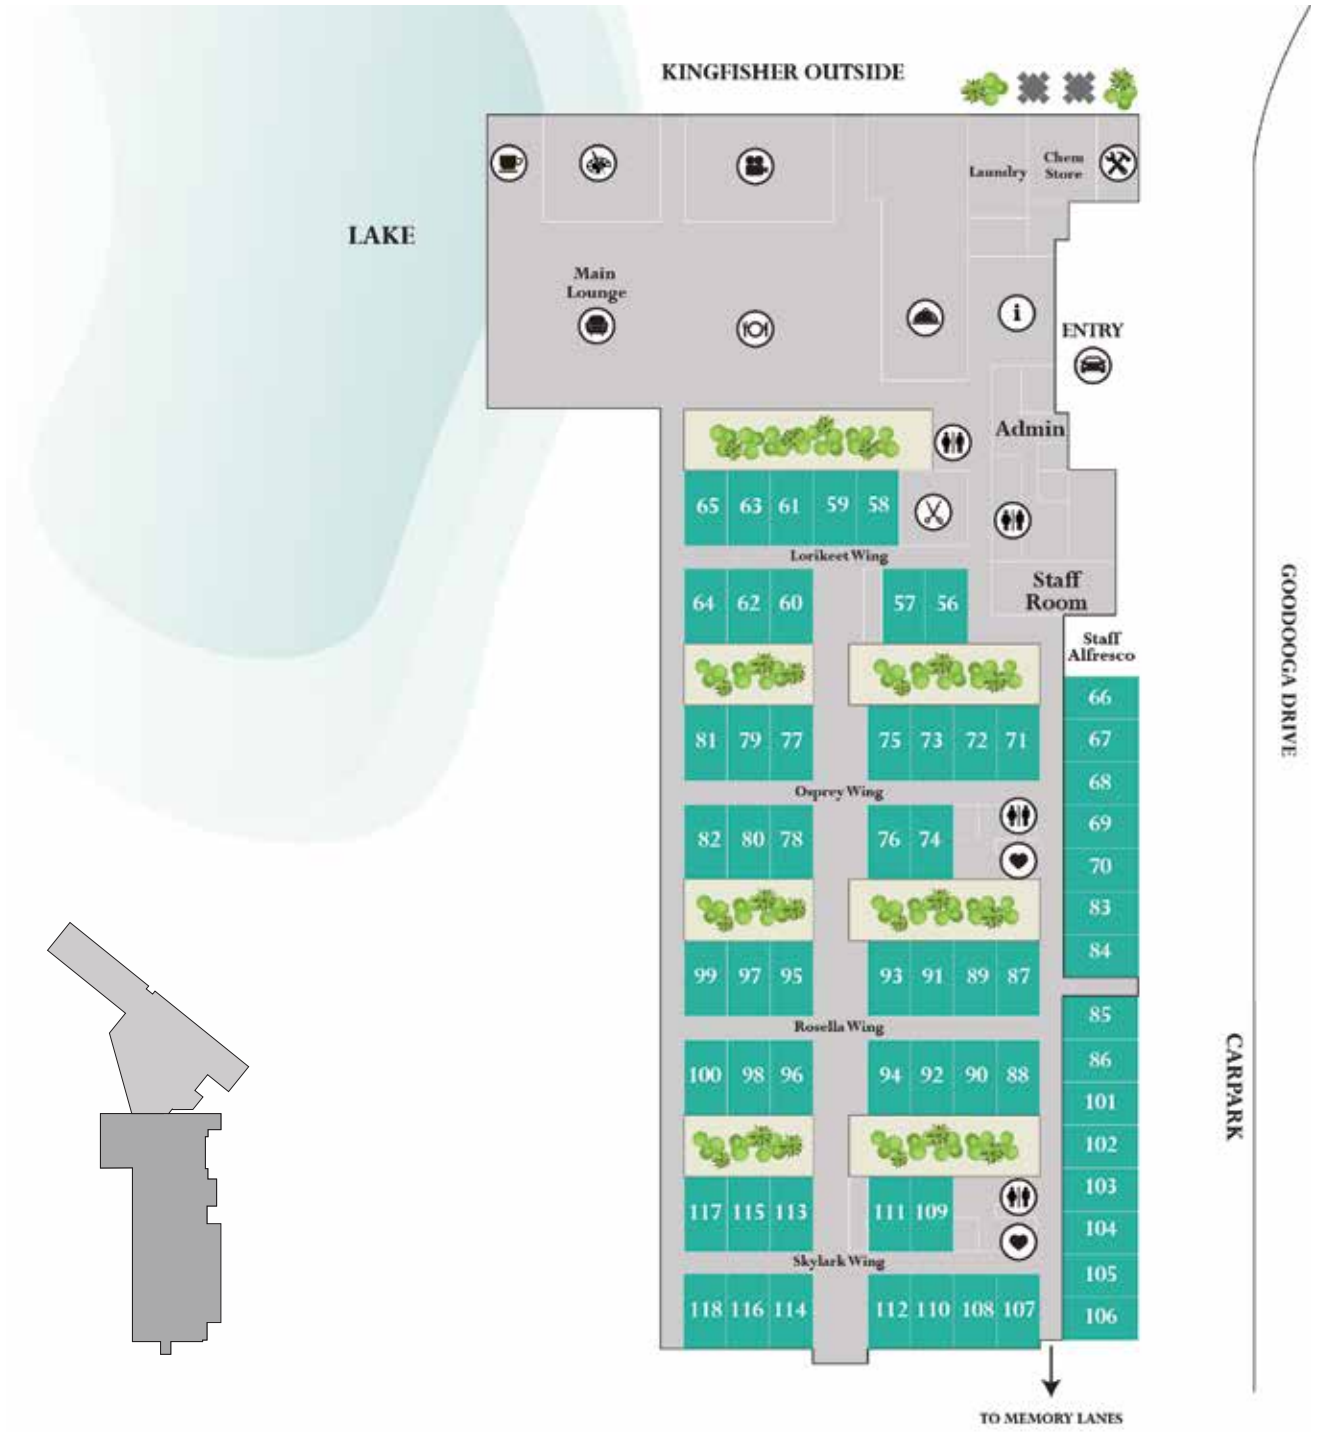 KINGFISHER OUTSIDE
Laundry
Chem
Store
LAKE
Main
Lounge
i
ENTRY
Admin
65 63 61 59 58
Lorikeet Wing
64 62 60 57 56
Staff
Room
Staff
Alfresco
66
67
68
69
70
83
84
81 79 77 75 73 72 71
Osprey Wing
82 80 78 76 74
99 97 95 93 91 89 87
Rosella Wing
85
86
101
102
103
104
105
106
100 98 96 94 92 90 88
117 115 113 111 109
Skylark Wing
118 116 114 112 110 108 107
GOODOOGA DRIVE
CARPARK
TO MEMORY LANES